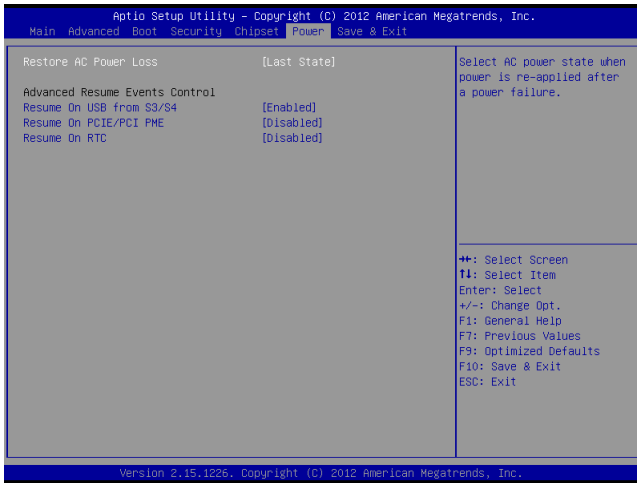 Aptio Setup Utility – Copyright (C) 2012 American Megatrends, Inc.
Main Advanced Boot Security Chipset Power Save & Exit
Restore AC Power Loss [Last State]
Advanced Resume Events Control
Resume On USB from S3/S4 [Enabled]
Resume On PCIE/PCI PME [Disabled]
Resume On RTC [Disabled]
Select AC power state when
power is re-applied after
a power failure.
→←: Select Screen
↑↓: Select Item
Enter: Select
+/-: Change Opt.
F1: General Help
F7: Previous Values
F9: Optimized Defaults
F10: Save & Exit
ESC: Exit
Version 2.15.1226. Copyright (C) 2012 American Megatrends, Inc.